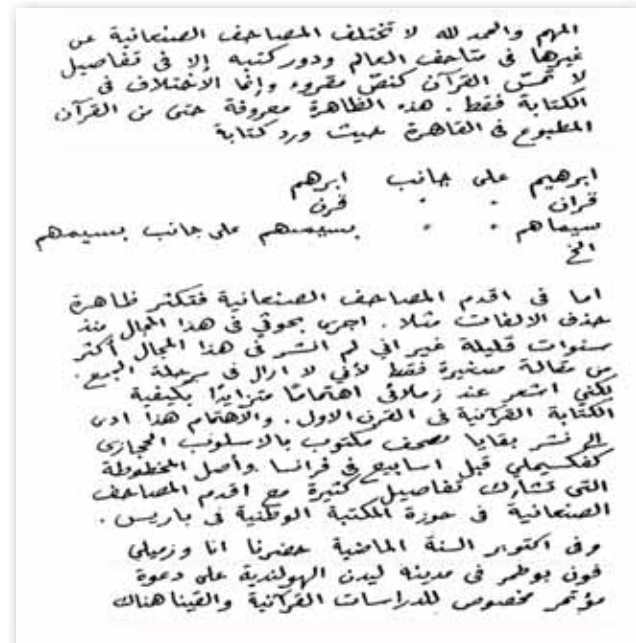 المهم والحمد لله لا تختلف المصاحف الصنعانية عن
غيرها في متاحف العالم ودور كتبه إلا في تفاصيل
لا تمس القرآن كنص مقروء وإنما الاختلاف في
الكتابة فقط. هذه الظاهرة معروفة حتى من القرآن
المطبوع في القاهرة حيث ورد كتابة
ابرهيم على جانب ابرهم
قران " " قرن
سيماهم " " بسيمهم على جانب بسيمهم
الخ
اما في اقدم المصاحف الصنعانية فتكثر ظاهرة
حذف الالفات مثلا. اجري بحوثي في هذا المجال منذ
سنوات قليلة غير اني لم انشر في هذا المجال أكثر
من مقالة صغيرة فقط لأني لا ازال في مرحلة الجمع.
لكني اشعر عند زملائي اهتمامًا متزايدًا بكيفية
الكتابة القرآنية في القرن الاول. والاهتمام هذا ادى
الى نشر بقايا مصحف مكتوب بالاسلوب الحجازي
كفكسيملي قبل اسابيع في فرانسا وأصل المخطوطة
التي تشارك تفاصيل كثيرة مع اقدم المصاحف
الصنعانية في حوزة المكتبة الوطنية في باريس.
وفي اكتوبر السنة الماضية حضرنا انا وزميلي
فون بوطمر في مدينة ليدن الهولندية على دعوة
مؤتمر مخصوص للدراسات القرآنية والقينا هناك